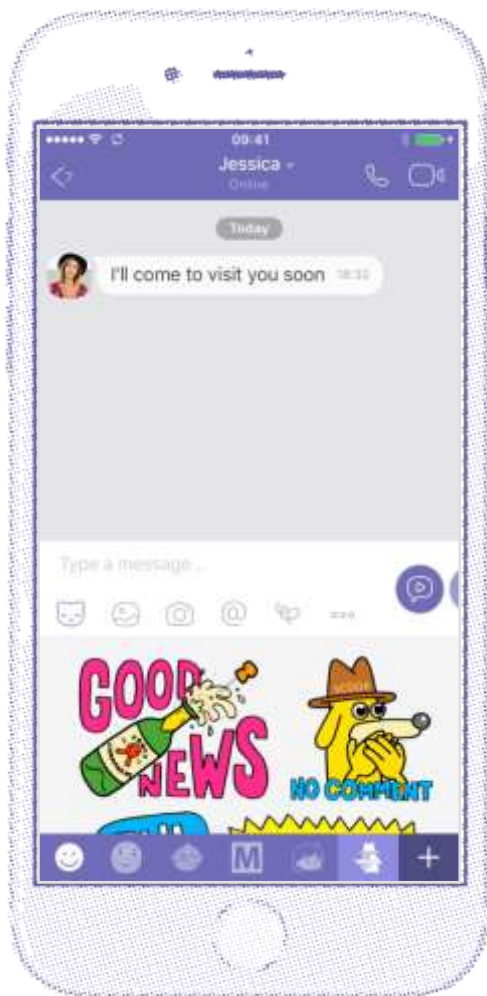 09:41
Jessica
Online
Today
I'll come to visit you soon 18:32
Type a message...
GOOD
NEWS
SCOOP
NO COMMENT
M